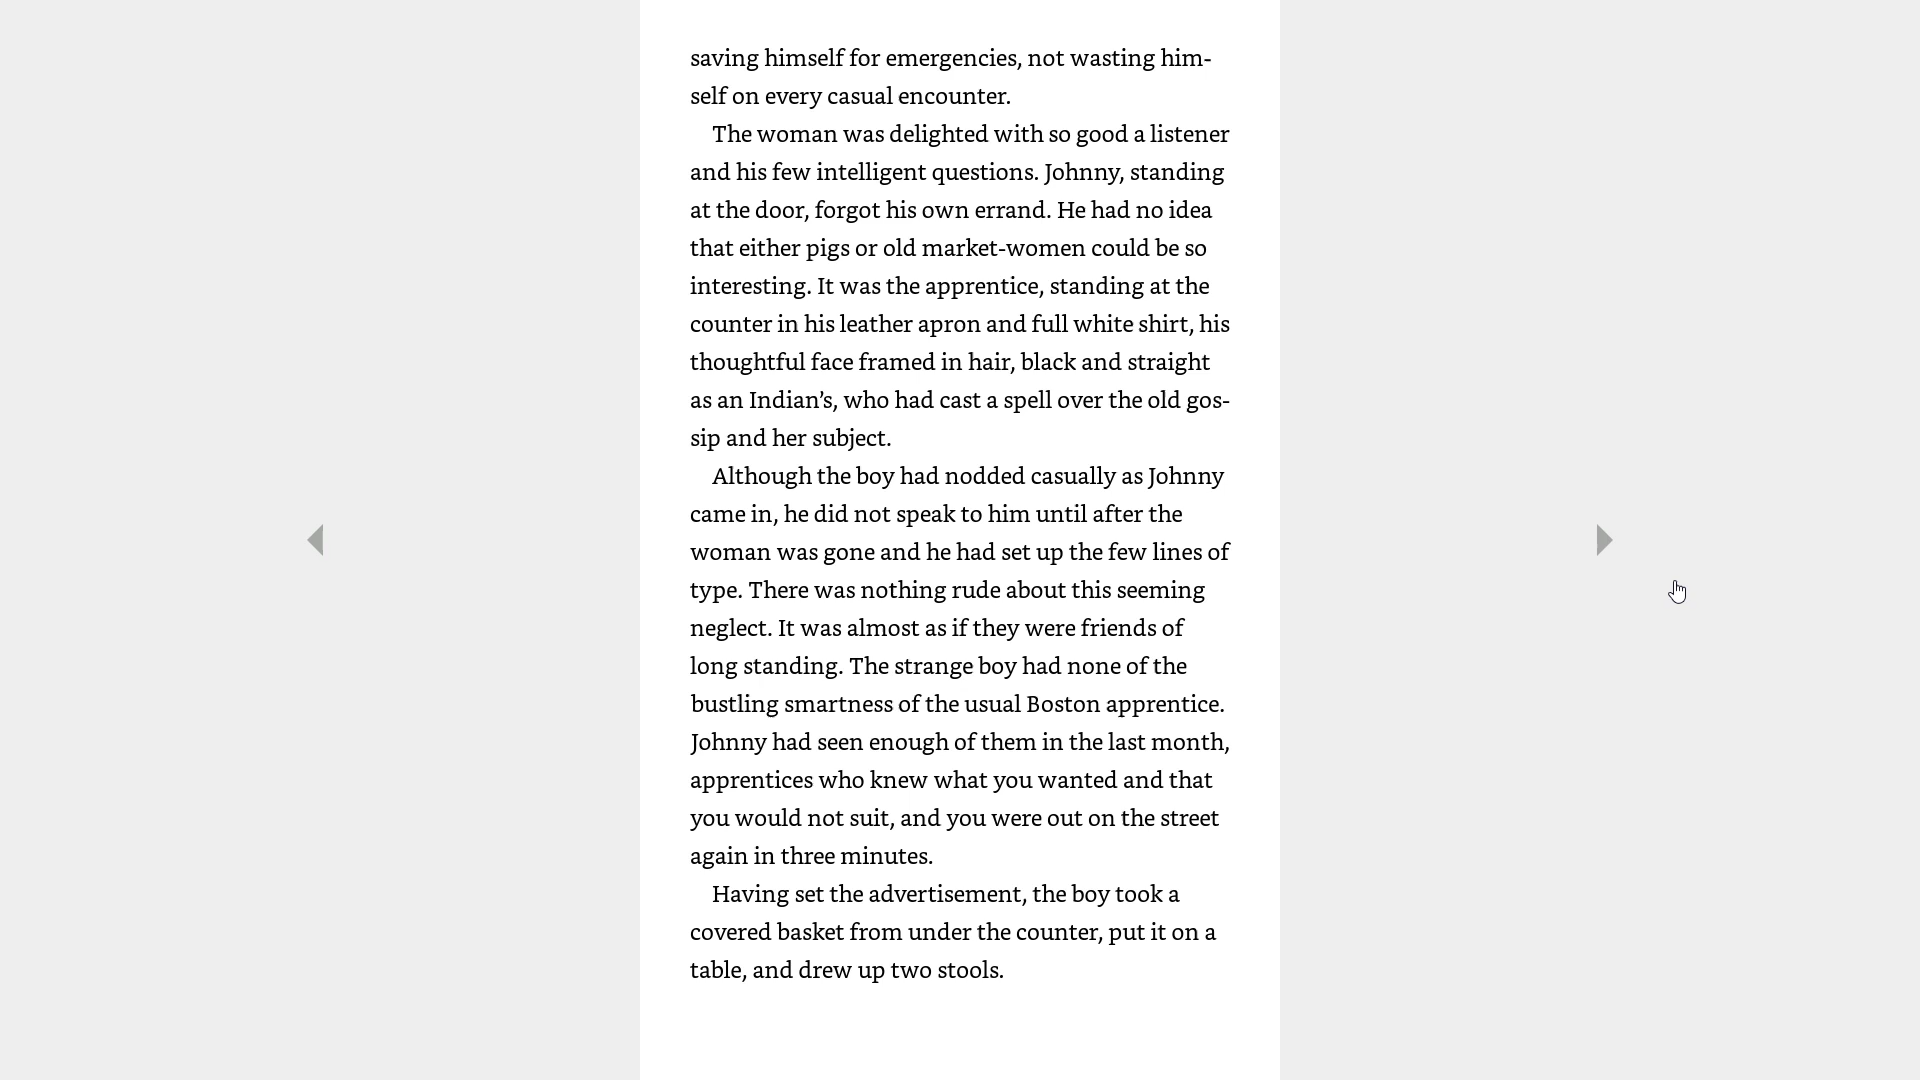 saving himself for emergencies, not wasting him-
self on every casual encounter.
The woman was delighted with so good a listener
and his few intelligent questions. Johnny, standing
at the door, forgot his own errand. He had no idea
that either pigs or old market-women could be so
interesting. It was the apprentice, standing at the
counter in his leather apron and full white shirt, his
thoughtful face framed in hair, black and straight
as an Indian’s, who had cast a spell over the old gos-
sip and her subject.
Although the boy had nodded casually as Johnny
came in, he did not speak to him until after the
woman was gone and he had set up the few lines of
type. There was nothing rude about this seeming
neglect. It was almost as if they were friends of
long standing. The strange boy had none of the
bustling smartness of the usual Boston apprentice.
Johnny had seen enough of them in the last month,
apprentices who knew what you wanted and that
you would not suit, and you were out on the street
again in three minutes.
Having set the advertisement, the boy took a
covered basket from under the counter, put it on a
table, and drew up two stools.